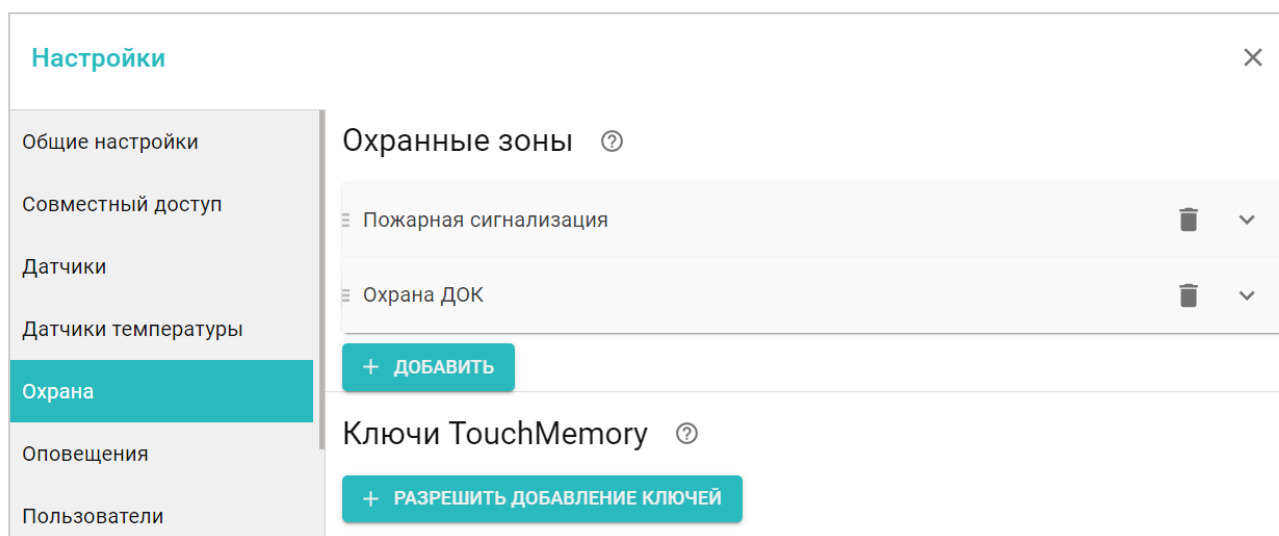 Настройки
Общие настройки
Совместный доступ
Датчики
Датчики температуры
Охрана
Оповещения
Пользователи
Охранные зоны
Пожарная сигнализация
Охрана ДОК
+ ДОБАВИТЬ
Ключи TouchMemory
+ РАЗРЕШИТЬ ДОБАВЛЕНИЕ КЛЮЧЕЙ